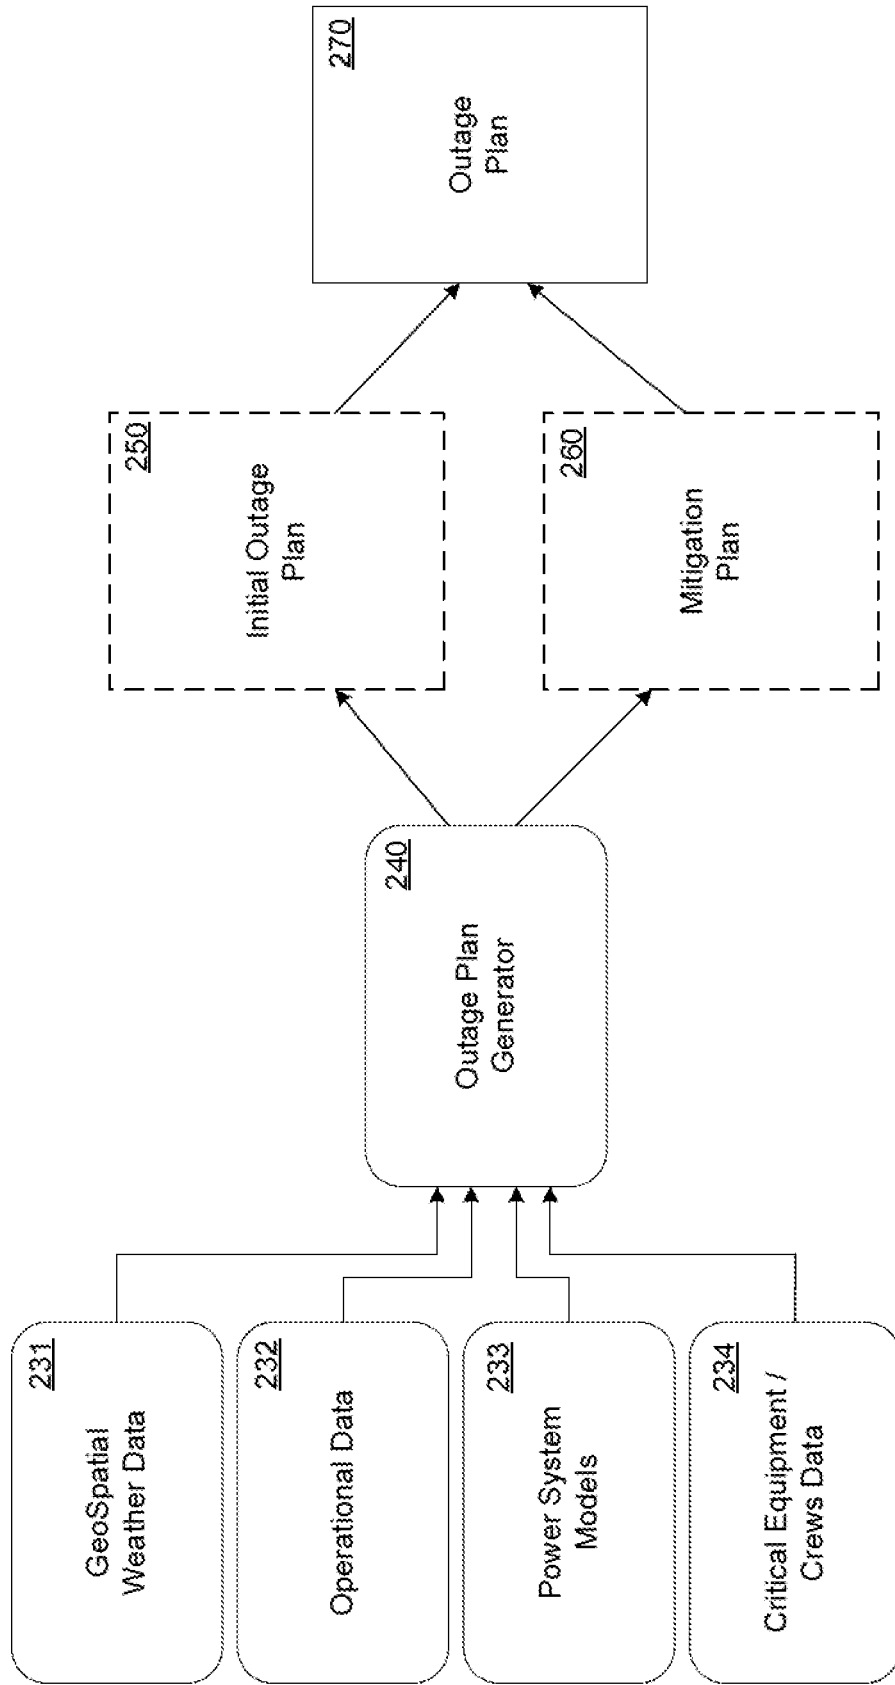 231
GeoSpatial
Weather Data
232
Operational Data
233
Power System
Models
234
Critical Equipment /
Crews Data
240
Outage Plan
Generator
250
Initial Outage
Plan
260
Mitigation
Plan
270
Outage
Plan